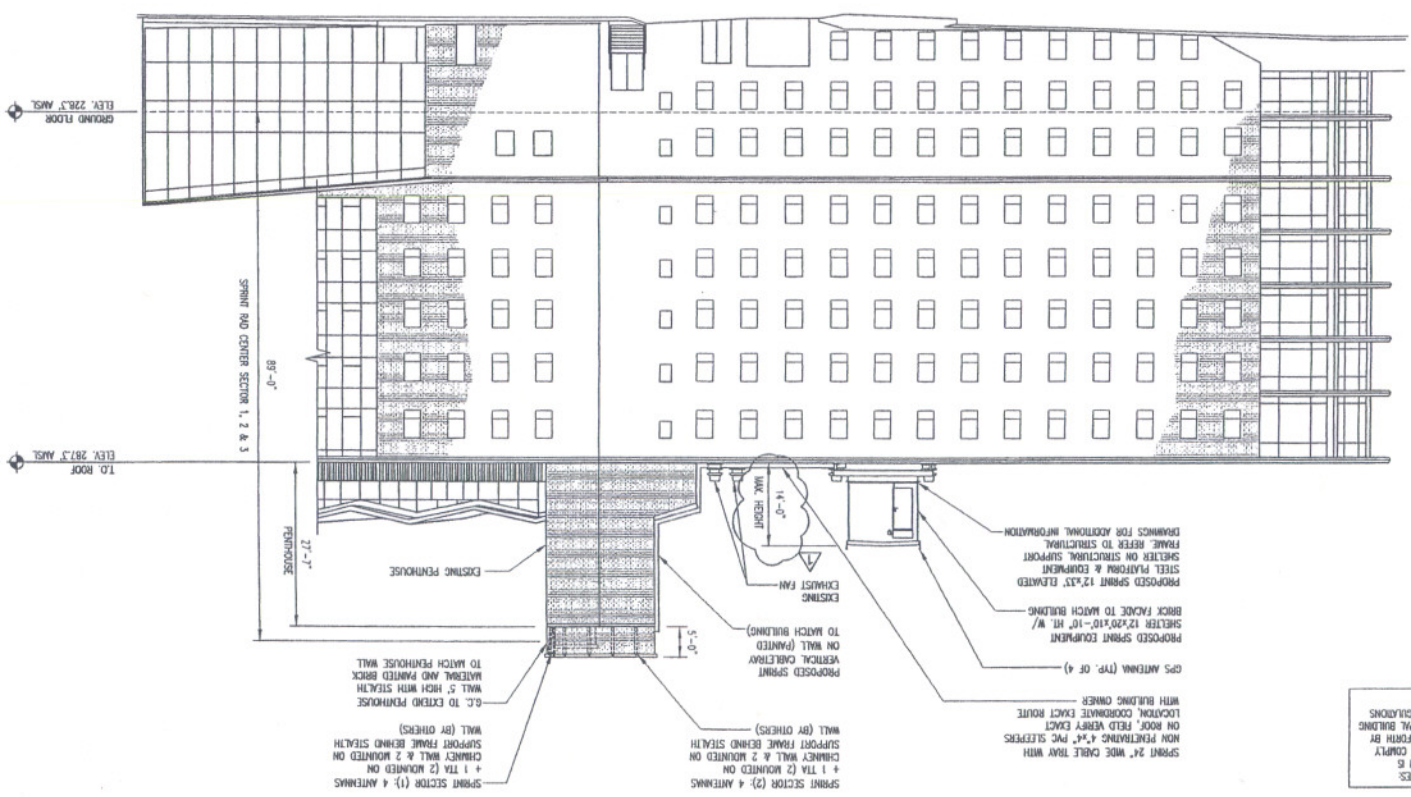 COMPLY
FORTH BY
BUILDING
SPRINT 24" WIDE CABLE TRAY WITH
NON PENETRATING 4"x4" PVC SLEEPERS
ON ROOF, FIELD VERIFY EXACT
LOCATION, COORDINATE EXACT ROUTE
WITH BUILDING OWNER
GPS ANTENNA (TYP. OF 4)
PROPOSED SPRINT EQUIPMENT
SHELTER 12'x20'x10'-10" HT. W/
BRICK FACADE TO MATCH BUILDING
PROPOSED SPRINT 12'x33' ELEVATED
STEEL PLATFORM & EQUIPMENT
SHELTER ON STRUCTURAL SUPPORT
FRAME. REFER TO STRUCTURAL
DRAWINGS FOR ADDITIONAL INFORMATION
SPRINT SECTOR (2): 4 ANTENNAS
+ 1 TTA (2 MOUNTED ON
CHIMNEY WALL & 2 MOUNTED ON
SUPPORT FRAME BEHIND STEALTH
WALL (BY OTHERS)
SPRINT SECTOR (1): 4 ANTENNAS
+ 1 TTA (2 MOUNTED ON
CHIMNEY WALL & 2 MOUNTED ON
SUPPORT FRAME BEHIND STEALTH
WALL (BY OTHERS)
G.C. TO EXTEND PENTHOUSE
WALL 5' HIGH WITH STEALTH
MATERIAL AND PAINTED BRICK
TO MATCH PENTHOUSE WALL
PROPOSED SPRINT
VERTICAL CABLETRAY
ON WALL (PAINTED
TO MATCH BUILDING)
5'-0"
EXISTING
EXHAUST FAN
1
14'-0"
MAX. HEIGHT
EXISTING PENTHOUSE
27'-7"
PENTHOUSE
T.O. ROOF
ELEV. 287.3' AMSL
89'-0"
SPRINT RAD CENTER SECTOR 1, 2 & 3
GROUND FLOOR
ELEV. 228.3' AMSL